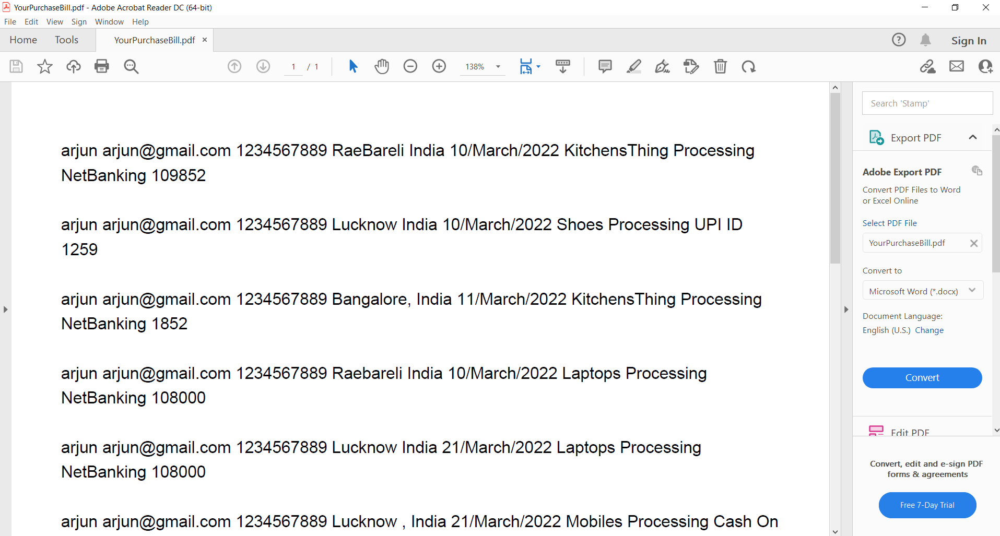 YourPurchaseBill.pdf - Adobe Acrobat Reader DC (64-bit)
File Edit View Sign Window Help
Home Tools YourPurchaseBill.pdf × Sign In
1 / 1 138%
arjun arjun@gmail.com 1234567889 RaeBareli India 10/March/2022 KitchensThing Processing
NetBanking 109852
arjun arjun@gmail.com 1234567889 Lucknow India 10/March/2022 Shoes Processing UPI ID
1259
arjun arjun@gmail.com 1234567889 Bangalore, India 11/March/2022 KitchensThing Processing
NetBanking 1852
arjun arjun@gmail.com 1234567889 Raebareli India 10/March/2022 Laptops Processing
NetBanking 108000
arjun arjun@gmail.com 1234567889 Lucknow India 21/March/2022 Laptops Processing
NetBanking 108000
arjun arjun@gmail.com 1234567889 Lucknow , India 21/March/2022 Mobiles Processing Cash On
Search 'Stamp'
Export PDF
Adobe Export PDF
Convert PDF Files to Word
or Excel Online
Select PDF File
YourPurchaseBill.pdf
Convert to
Microsoft Word (*.docx)
Document Language:
English (U.S.) Change
Convert
Edit PDF
Convert, edit and e-sign PDF
forms & agreements
Free 7-Day Trial